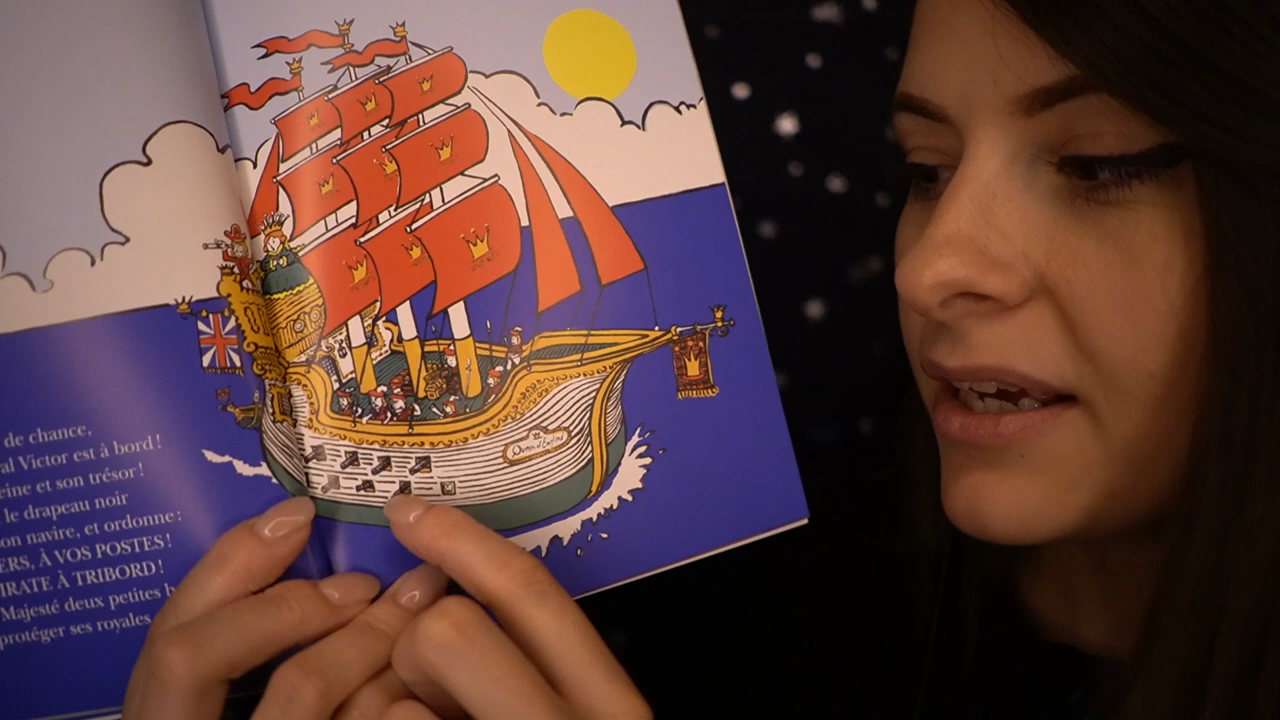 de chance,
al Victor est à bord !
eine et son trésor !
le drapeau noir
on navire, et ordonne :
ERS, À VOS POSTES !
IRATE À TRIBORD !
Majesté deux petites b
protéger ses royales